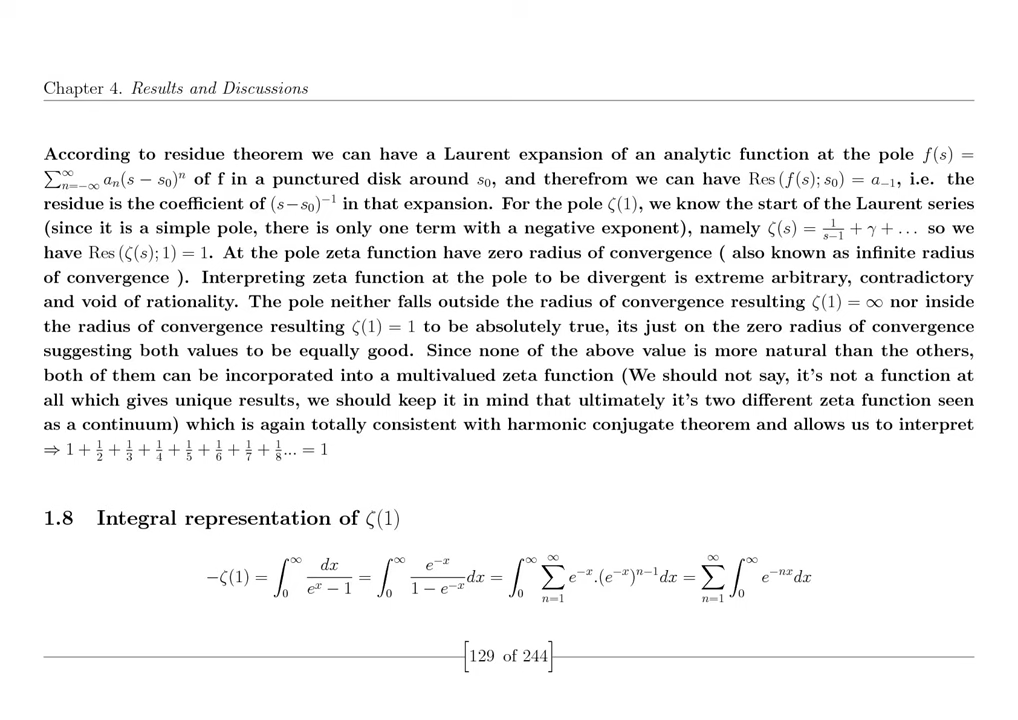 Chapter 4. Results and Discussions
According to residue theorem we can have a Laurent expansion of an analytic function at the pole f(s) =
∑_{n=−∞}^{∞} a_n(s − s_0)^n of f in a punctured disk around s_0, and therefrom we can have Res (f(s); s_0) = a_{−1}, i.e. the
residue is the coefficient of (s−s_0)^{−1} in that expansion. For the pole ζ(1), we know the start of the Laurent series
(since it is a simple pole, there is only one term with a negative exponent), namely ζ(s) = 1/(s−1) + γ + . . . so we
have Res (ζ(s); 1) = 1. At the pole zeta function have zero radius of convergence ( also known as infinite radius
of convergence ). Interpreting zeta function at the pole to be divergent is extreme arbitrary, contradictory
and void of rationality. The pole neither falls outside the radius of convergence resulting ζ(1) = ∞ nor inside
the radius of convergence resulting ζ(1) = 1 to be absolutely true, its just on the zero radius of convergence
suggesting both values to be equally good. Since none of the above value is more natural than the others,
both of them can be incorporated into a multivalued zeta function (We should not say, it's not a function at
all which gives unique results, we should keep it in mind that ultimately it's two different zeta function seen
as a continuum) which is again totally consistent with harmonic conjugate theorem and allows us to interpret
⇒ 1 + 1/2 + 1/3 + 1/4 + 1/5 + 1/6 + 1/7 + 1/8... = 1
1.8 Integral representation of ζ(1)
−ζ(1) = ∫_0^∞ dx/(e^x − 1) = ∫_0^∞ e^{−x}/(1 − e^{−x}) dx = ∫_0^∞ ∑_{n=1}^{∞} e^{−x}.(e^{−x})^{n−1}dx = ∑_{n=1}^{∞} ∫_0^∞ e^{−nx}dx
[129 of 244]